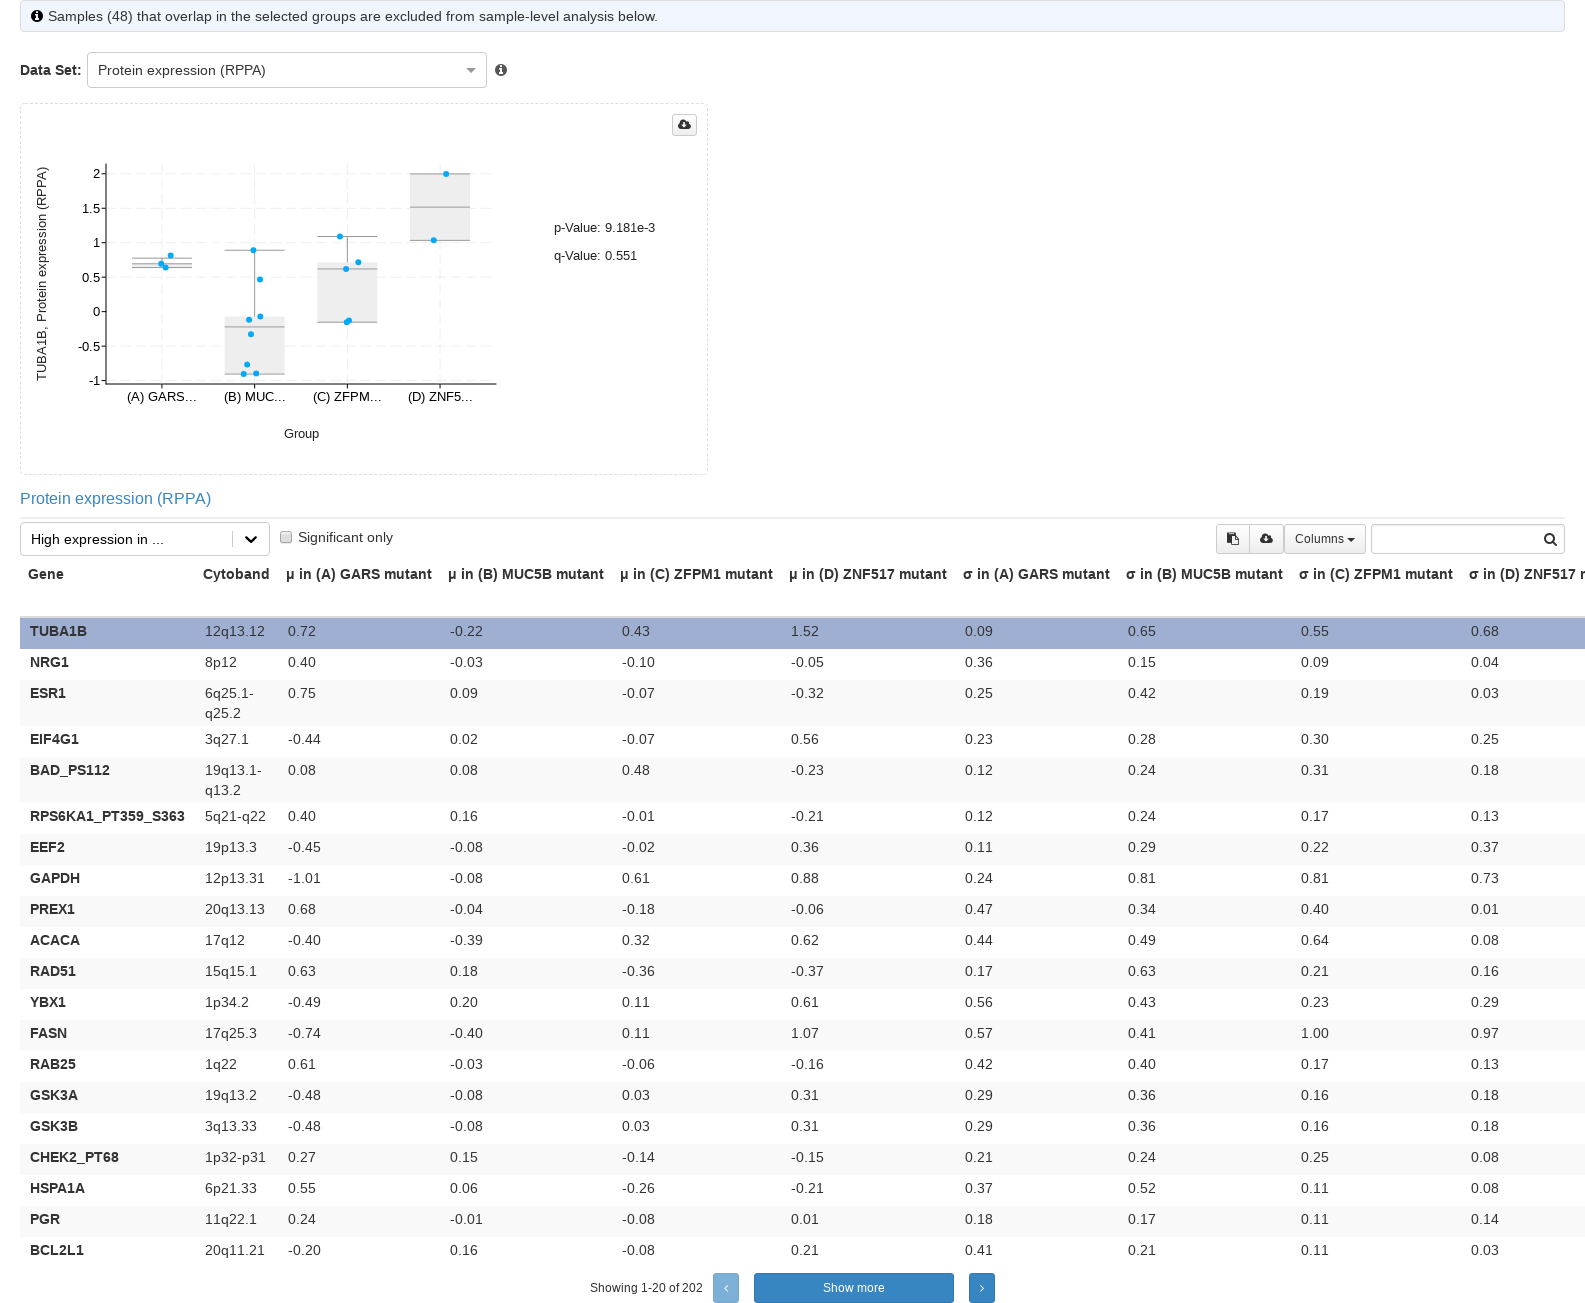 Samples (48) that overlap in the selected groups are excluded from sample-level analysis below.
Data Set: Protein expression (RPPA)
TUBA1B, Protein expression (RPPA)
2
1.5
1
0.5
0
-0.5
-1
(A) GARS... (B) MUC... (C) ZFPM... (D) ZNF5...
Group
p-Value: 9.181e-3
q-Value: 0.551
Protein expression (RPPA)
High expression in ... Significant only Columns
Gene Cytoband μ in (A) GARS mutant μ in (B) MUC5B mutant μ in (C) ZFPM1 mutant μ in (D) ZNF517 mutant σ in (A) GARS mutant σ in (B) MUC5B mutant σ in (C) ZFPM1 mutant σ in (D) ZNF517
TUBA1B 12q13.12 0.72 -0.22 0.43 1.52 0.09 0.65 0.55 0.68
NRG1 8p12 0.40 -0.03 -0.10 -0.05 0.36 0.15 0.09 0.04
ESR1 6q25.1- 0.75 0.09 -0.07 -0.32 0.25 0.42 0.19 0.03
q25.2
EIF4G1 3q27.1 -0.44 0.02 -0.07 0.56 0.23 0.28 0.30 0.25
BAD_PS112 19q13.1- 0.08 0.08 0.48 -0.23 0.12 0.24 0.31 0.18
q13.2
RPS6KA1_PT359_S363 5q21-q22 0.40 0.16 -0.01 -0.21 0.12 0.24 0.17 0.13
EEF2 19p13.3 -0.45 -0.08 -0.02 0.36 0.11 0.29 0.22 0.37
GAPDH 12p13.31 -1.01 -0.08 0.61 0.88 0.24 0.81 0.81 0.73
PREX1 20q13.13 0.68 -0.04 -0.18 -0.06 0.47 0.34 0.40 0.01
ACACA 17q12 -0.40 -0.39 0.32 0.62 0.44 0.49 0.64 0.08
RAD51 15q15.1 0.63 0.18 -0.36 -0.37 0.17 0.63 0.21 0.16
YBX1 1p34.2 -0.49 0.20 0.11 0.61 0.56 0.43 0.23 0.29
FASN 17q25.3 -0.74 -0.40 0.11 1.07 0.57 0.41 1.00 0.97
RAB25 1q22 0.61 -0.03 -0.06 -0.16 0.42 0.40 0.17 0.13
GSK3A 19q13.2 -0.48 -0.08 0.03 0.31 0.29 0.36 0.16 0.18
GSK3B 3q13.33 -0.48 -0.08 0.03 0.31 0.29 0.36 0.16 0.18
CHEK2_PT68 1p32-p31 0.27 0.15 -0.14 -0.15 0.21 0.24 0.25 0.08
HSPA1A 6p21.33 0.55 0.06 -0.26 -0.21 0.37 0.52 0.11 0.08
PGR 11q22.1 0.24 -0.01 -0.08 0.01 0.18 0.17 0.11 0.14
BCL2L1 20q11.21 -0.20 0.16 -0.08 0.21 0.41 0.21 0.11 0.03
Showing 1-20 of 202 Show more